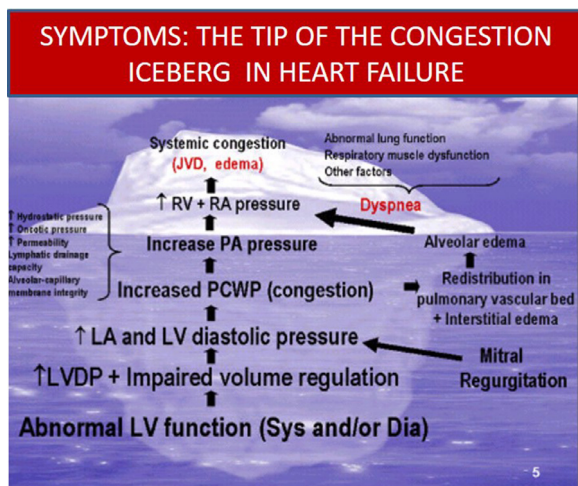 SYMPTOMS: THE TIP OF THE CONGESTION
ICEBERG IN HEART FAILURE
Systemic congestion
(JVD, edema)
Abnormal lung function
Respiratory muscle dysfunction
Other factors
↑ RV + RA pressure
Dyspnea
↑ Hydrostatic pressure
↑ Oncotic pressure
↑ Permeability
Lymphatic drainage
capacity
Alveolar-capillary
membrane integrity
Increase PA pressure
Alveolar edema
Increased PCWP (congestion)
Redistribution in
pulmonary vascular bed
+ Interstitial edema
↑ LA and LV diastolic pressure
Mitral
Regurgitation
↑LVDP + Impaired volume regulation
Abnormal LV function (Sys and/or Dia)
5